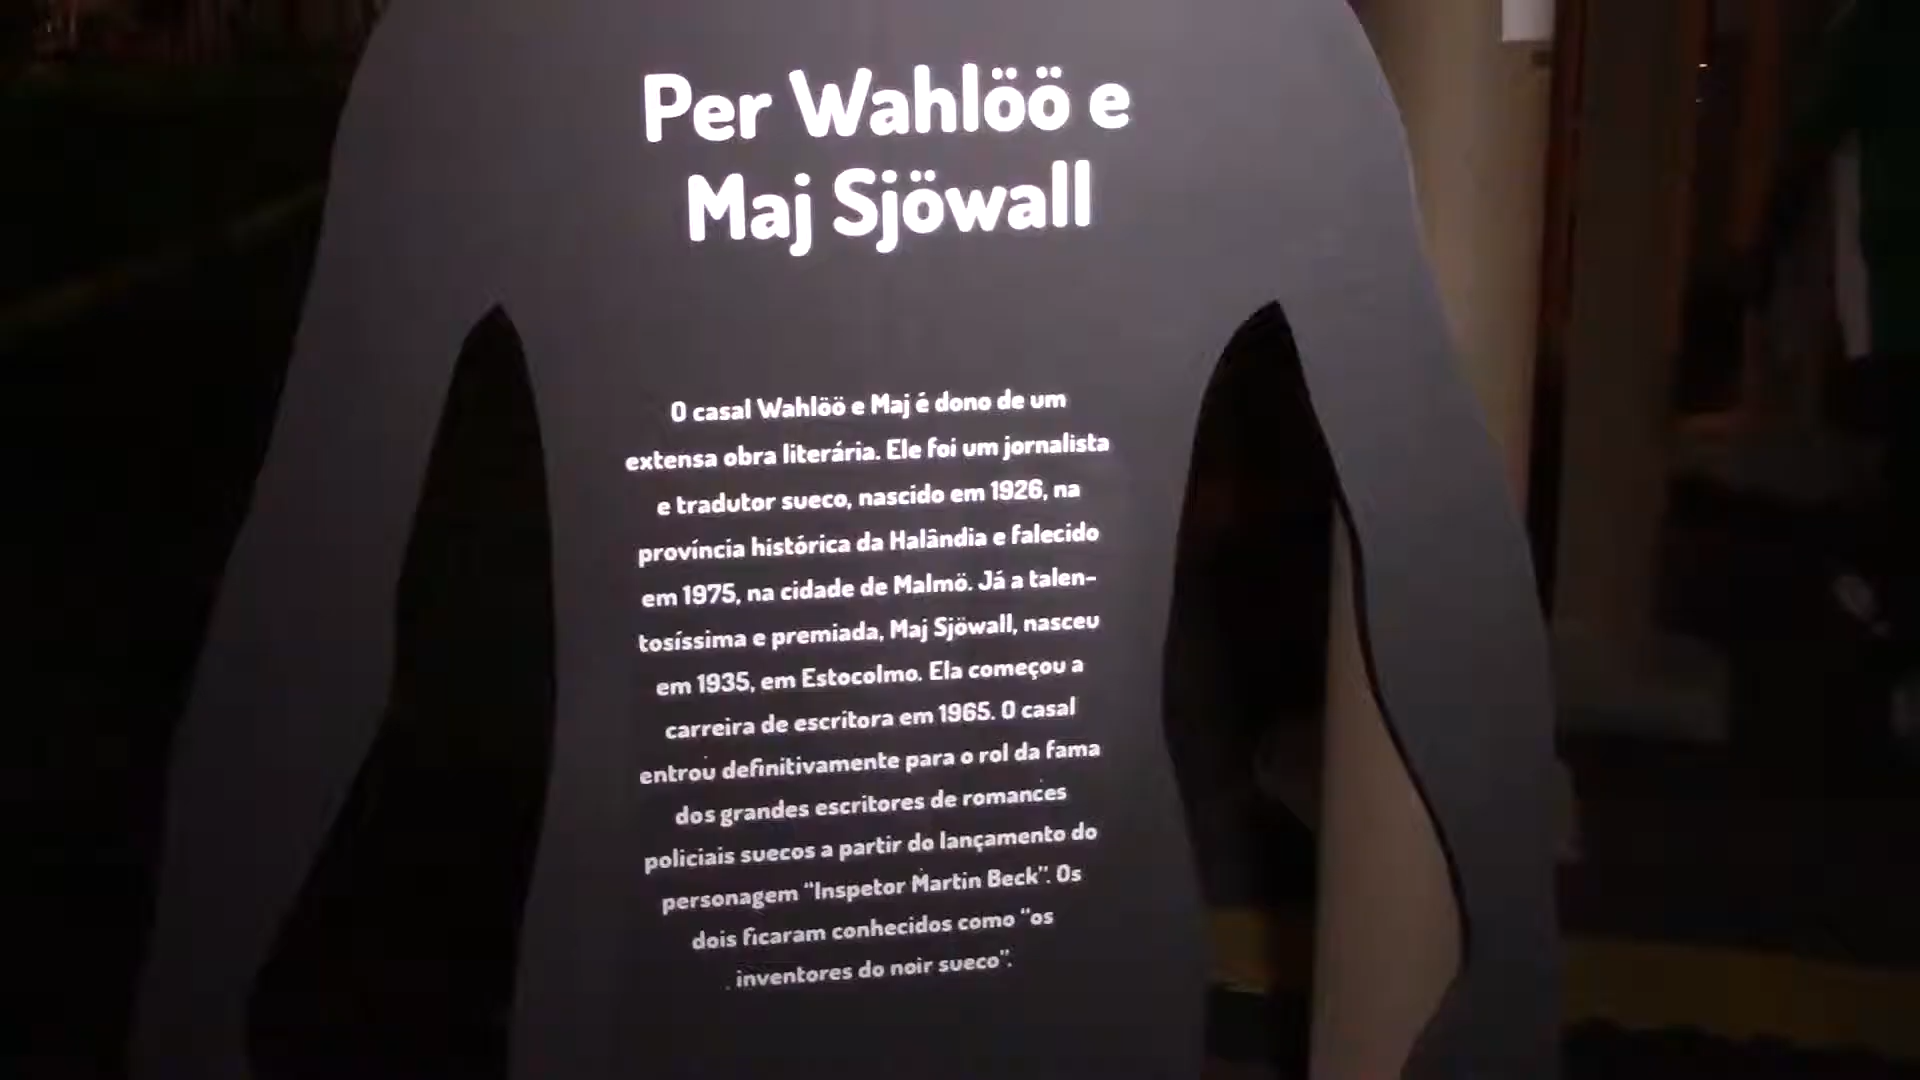 Per Wahlöö e
Maj Sjöwall
O casal Wahlöö e Maj é dono de um
extensa obra literária. Ele foi um jornalista
e tradutor sueco, nascido em 1926, na
província histórica da Halândia e falecido
em 1975, na cidade de Malmö. Já a talen-
tosíssima e premiada, Maj Sjöwall, nasceu
em 1935, em Estocolmo. Ela começou a
carreira de escritora em 1965. O casal
entrou definitivamente para o rol da fama
dos grandes escritores de romances
policiais suecos a partir do lançamento do
personagem “Inspetor Martin Beck”. Os
dois ficaram conhecidos como “os
inventores do noir sueco”.